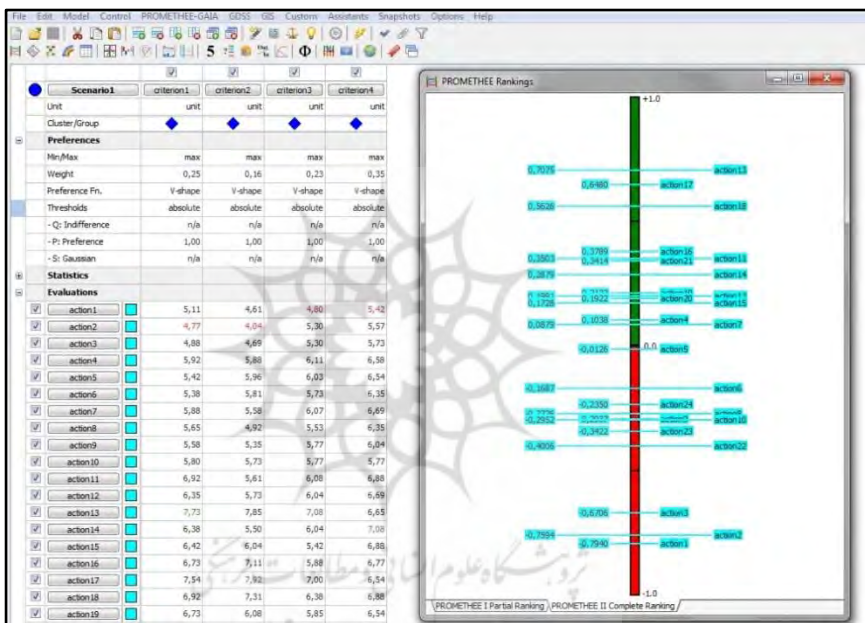 File Edit Model Control PROMETHEE-GAIA GDSS GIS Custom Assistants Snapshots Options Help
Scenario1 criterion1 criterion2 criterion3 criterion4
Unit unit unit unit unit
Cluster/Group
Preferences
Min/Max max max max max
Weight 0,25 0,16 0,23 0,35
Preference Fn. V-shape V-shape V-shape V-shape
Thresholds absolute absolute absolute absolute
- Q: Indifference n/a n/a n/a n/a
- P: Preference 1,00 1,00 1,00 1,00
- S: Gaussian n/a n/a n/a n/a
Statistics
Evaluations
action1 5,11 4,61 4,80 5,42
action2 4,77 4,04 5,30 5,57
action3 4,88 4,69 5,30 5,73
action4 5,92 5,88 6,11 6,58
action5 5,42 5,96 6,03 6,54
action6 5,38 5,81 5,73 6,35
action7 5,88 5,58 6,07 6,69
action8 5,65 4,92 5,53 6,35
action9 5,58 5,35 5,77 6,04
action10 5,80 5,73 5,77 5,77
action11 6,92 5,61 6,08 6,88
action12 6,35 5,73 6,04 6,69
action13 7,73 7,85 7,08 6,65
action14 6,38 5,50 6,04 7,08
action15 6,42 6,04 5,42 6,88
action16 6,73 7,11 5,88 6,77
action17 7,54 7,92 7,00 6,54
action18 6,92 7,31 6,38 6,88
action19 6,73 6,08 5,85 6,54
PROMETHEE Rankings
+1.0
0,7075 action13
0,6480 action17
0,5626 action18
0,3789 action16
0,3503 action11
0,3414 action21
0,2879 action14
0,1922 action20
0,1726 action15
0,1038 action4
0,0875 action7
0.0
-0,0126 action5
-0,1687 action6
-0,2350 action24
-0,2952 action10
-0,3422 action23
-0,4006 action22
-0,6706 action3
-0,7594 action2
-0,7940 action1
-1.0
PROMETHEE I Partial Ranking PROMETHEE II Complete Ranking
پژوهشگاه علوم انسانی و مطالعات فرهنگی